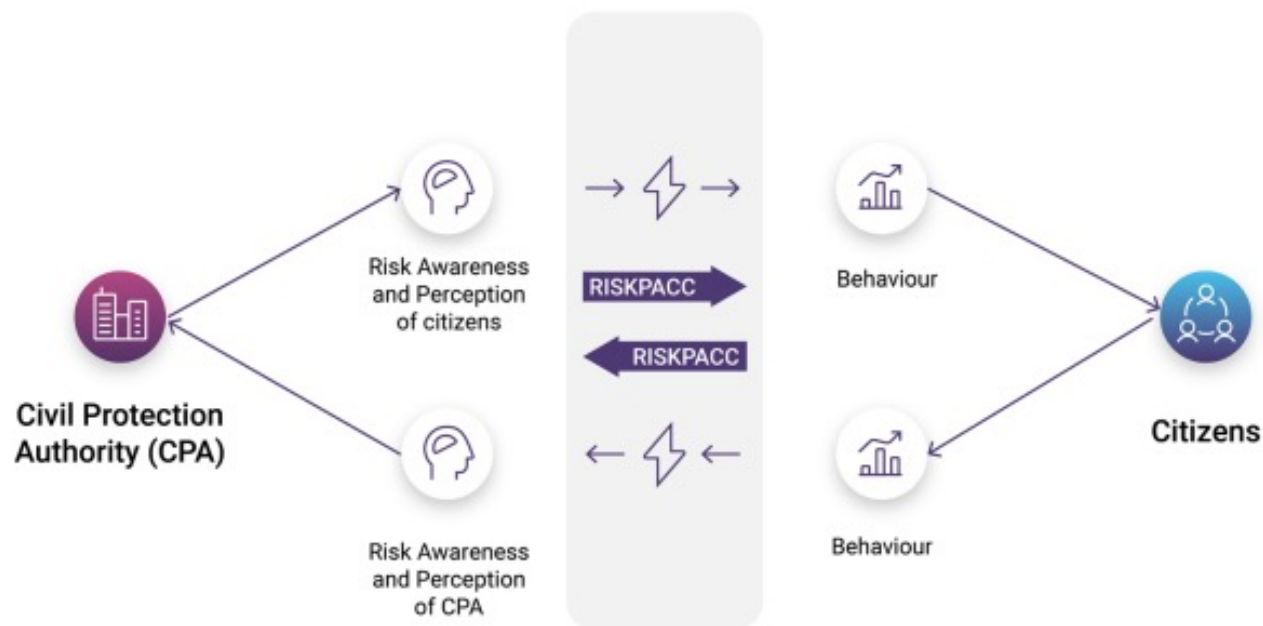 Risk Awareness
and Perception
of citizens
RISKPACC
Behaviour
RISKPACC
Civil Protection
Authority (CPA)
Citizens
Risk Awareness
and Perception
of CPA
Behaviour